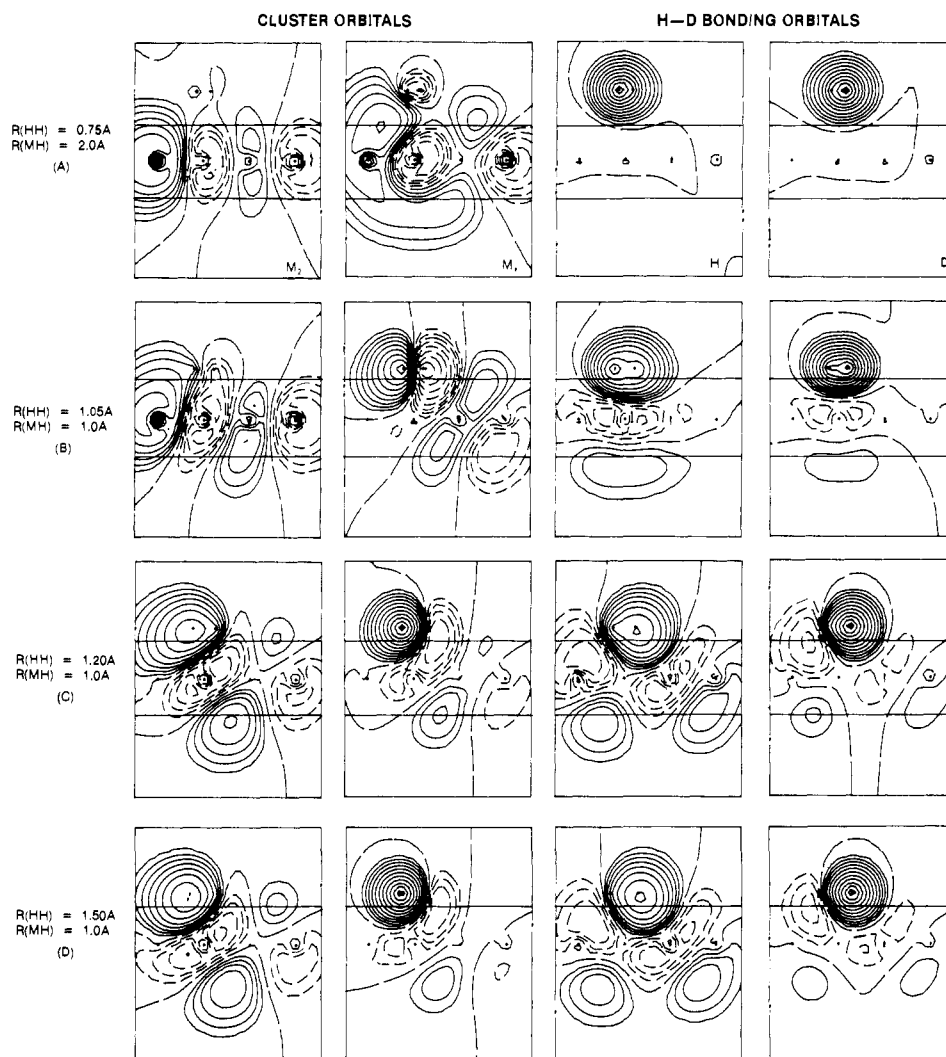 CLUSTER ORBITALS
H—D BONDING ORBITALS
R(HH) = 0.75A
R(MH) = 2.0A
(A)
M₂
H
D
R(HH) = 1.05A
R(MH) = 1.0A
(B)
R(HH) = 1.20A
R(MH) = 1.0A
(C)
R(HH) = 1.50A
R(MH) = 1.0A
(D)